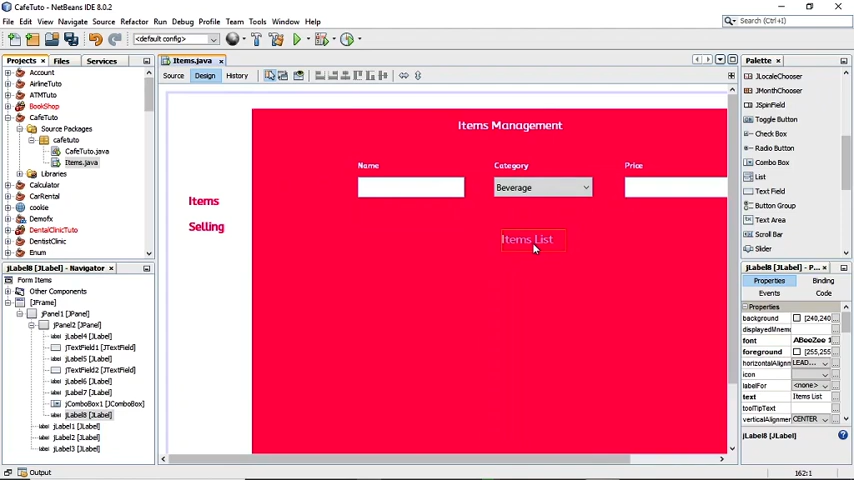 CafeTuto - NetBeans IDE 8.0.2
File Edit View Navigate Source Refactor Run Debug Profile Team Tools Window Help
Search (Ctrl+I)
<default config>
Projects Files Services
Items.java
Palette
Source Design History
Account
AirlineTuto
ATMTuto
BookShop
CafeTuto
Source Packages
cafetuto
CafeTuto.java
Items.java
Libraries
Calculator
CarRental
cookie
Demofx
DentalClinicTuto
DentistClinic
Enum
Items Management
Name Category Price
Beverage
Items
Selling
Items List
JLocaleChooser
JMonthChooser
JSpinField
Toggle Button
Check Box
Radio Button
Combo Box
List
Text Field
Button Group
Text Area
Scroll Bar
Slider
jLabel8 [JLabel] - Navigator
Form Items
Other Components
[JFrame]
jPanel1 [JPanel]
jPanel2 [JPanel]
jLabel4 [JLabel]
jTextField1 [JTextField]
jLabel5 [JLabel]
jTextField2 [JTextField]
jLabel6 [JLabel]
jLabel7 [JLabel]
jComboBox1 [JComboBox]
jLabel8 [JLabel]
jLabel1 [JLabel]
jLabel2 [JLabel]
jLabel3 [JLabel]
jLabel8 [JLabel] - P...
Properties Binding
Events Code
Properties
background [240,240
displayedMnem
font ABeeZee 1
foreground [255,255
horizontalAlignm LEAD...
icon
labelFor <none>
text Items List
toolTipText
verticalAlignme CENTER
jLabel8 [JLabel]
Output
162:1